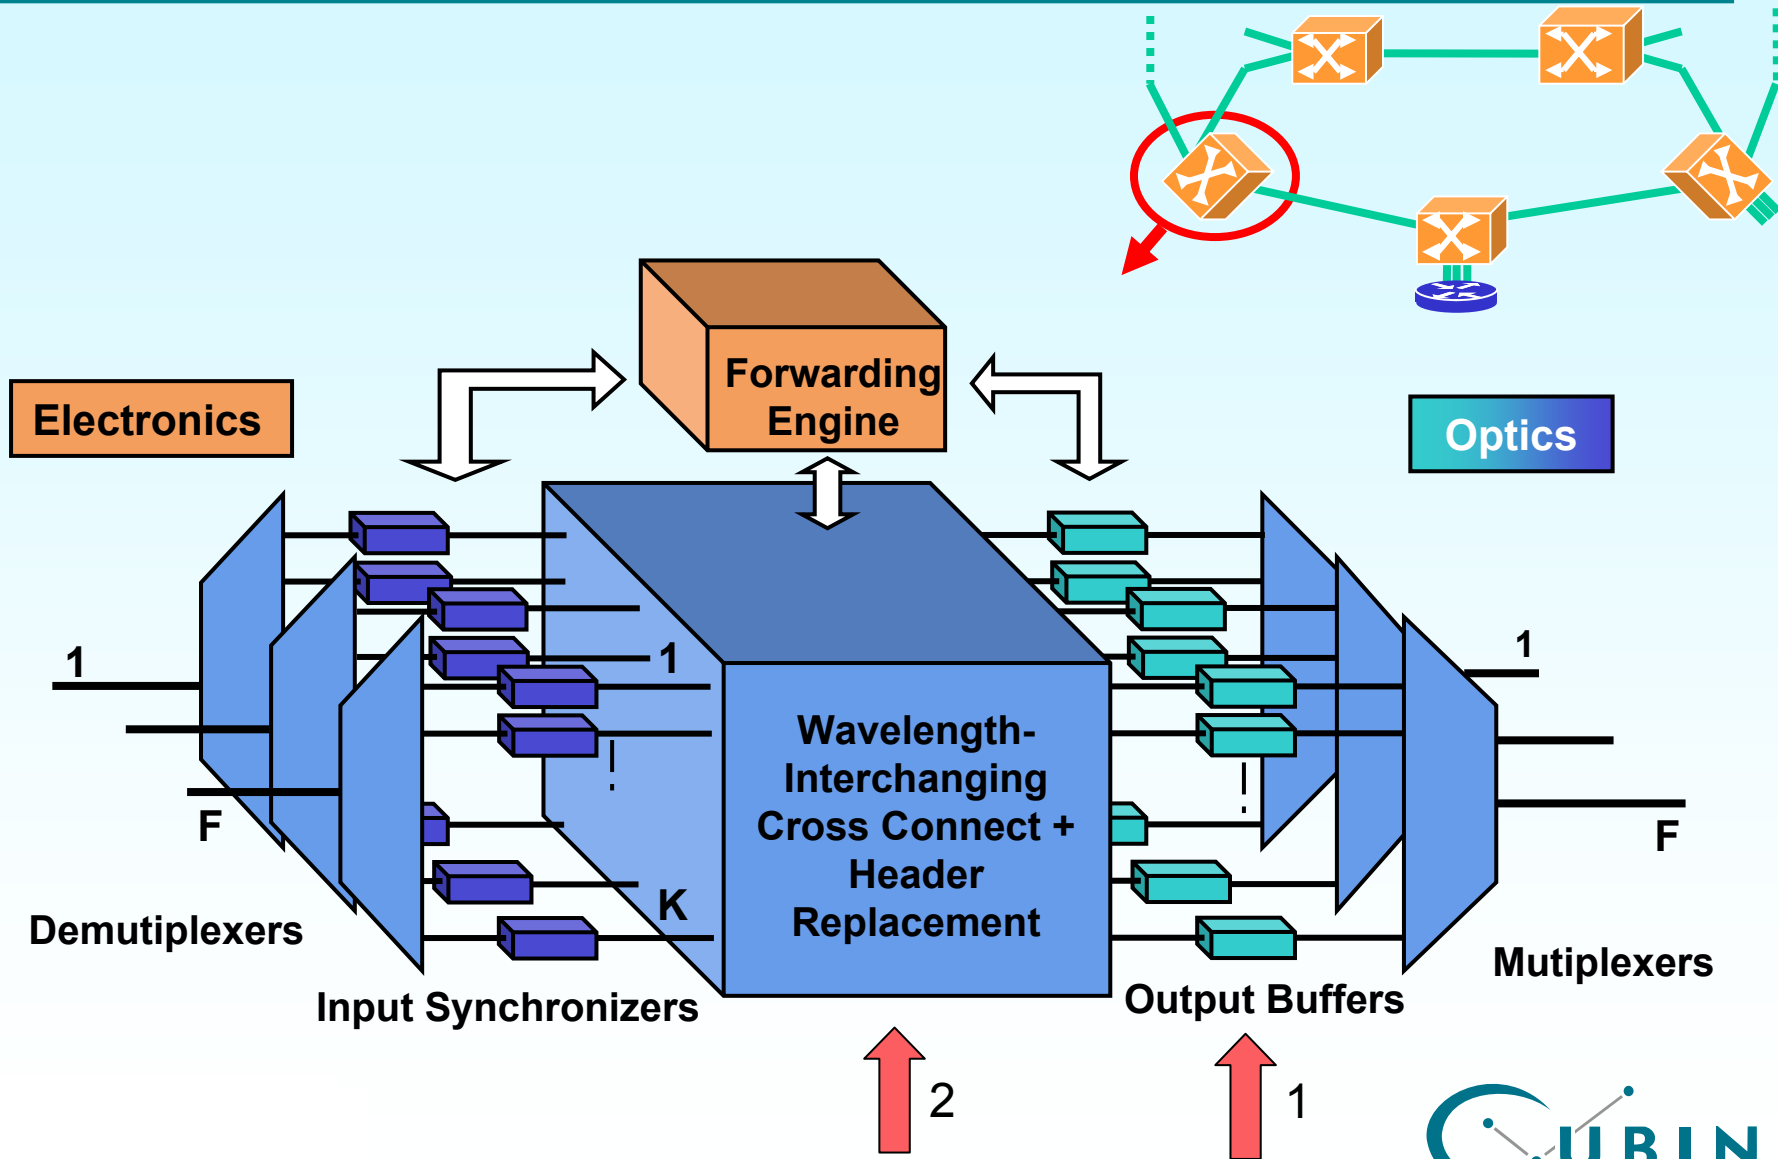 Forwarding
Engine
Electronics
Optics
1
1
1
Wavelength-
Interchanging
Cross Connect +
Header
Replacement
F
F
K
Demutiplexers
Mutiplexers
Input Synchronizers
Output Buffers
2
1
CUBIN